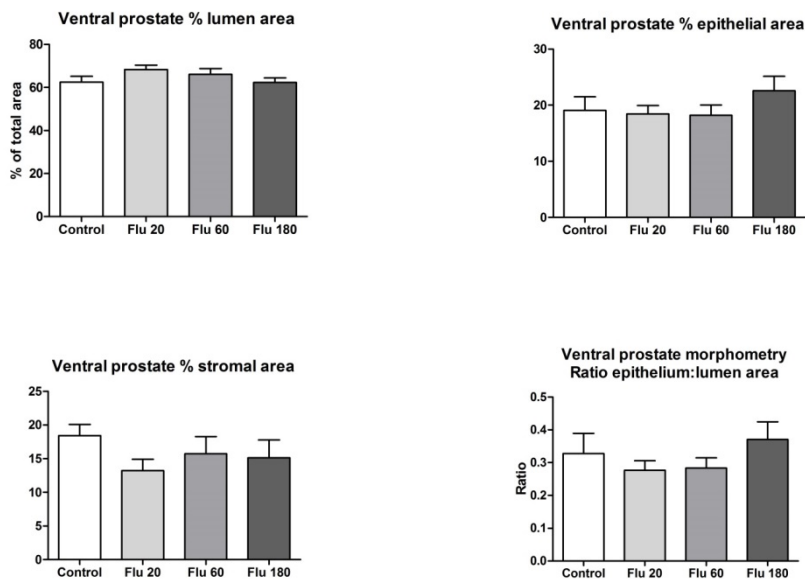 Ventral prostate % lumen area
% of total area
80
60
40
20
0
Control Flu 20 Flu 60 Flu 180
Ventral prostate % epithelial area
30
20
10
0
Control Flu 20 Flu 60 Flu 180
Ventral prostate % stromal area
25
20
15
10
5
0
Control Flu 20 Flu 60 Flu 180
Ventral prostate morphometry
Ratio epithelium:lumen area
Ratio
0.5
0.4
0.3
0.2
0.1
0.0
Control Flu 20 Flu 60 Flu 180